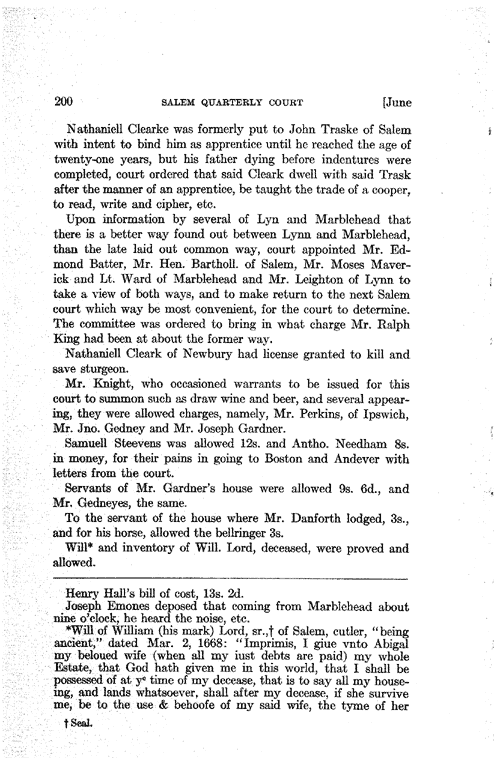 200 SALEM QUARTERLY COURT [June
Nathaniell Clearke was formerly put to John Traske of Salem
with intent to bind him as apprentice until he reached the age of
twenty-one years, but his father dying before indentures were
completed, court ordered that said Cleark dwell with said Trask
after the manner of an apprentice, be taught the trade of a cooper,
to read, write and cipher, etc.
Upon information by several of Lyn and Marblehead that
there is a better way found out between Lynn and Marblehead,
than the late laid out common way, court appointed Mr. Ed-
mond Batter, Mr. Hen. Bartholl. of Salem, Mr. Moses Maver-
ick and Lt. Ward of Marblehead and Mr. Leighton of Lynn to
take a view of both ways, and to make return to the next Salem
court which way be most convenient, for the court to determine.
The committee was ordered to bring in what charge Mr. Ralph
King had been at about the former way.
Nathaniell Cleark of Newbury had license granted to kill and
save sturgeon.
Mr. Knight, who occasioned warrants to be issued for this
court to summon such as draw wine and beer, and several appear-
ing, they were allowed charges, namely, Mr. Perkins, of Ipswich,
Mr. Jno. Gedney and Mr. Joseph Gardner.
Samuell Steevens was allowed 12s. and Antho. Needham 8s.
in money, for their pains in going to Boston and Andever with
letters from the court.
Servants of Mr. Gardner's house were allowed 9s. 6d., and
Mr. Gedneyes, the same.
To the servant of the house where Mr. Danforth lodged, 3s.,
and for his horse, allowed the bellringer 3s.
Will* and inventory of Will. Lord, deceased, were proved and
allowed.
Henry Hall's bill of cost, 13s. 2d.
Joseph Emones deposed that coming from Marblehead about
nine o'clock, he heard the noise, etc.
*Will of William (his mark) Lord, sr.,† of Salem, cutler, "being
ancient," dated Mar. 2, 1668: "Imprimis, I giue vnto Abigal
my beloued wife (when all my iust debts are paid) my whole
Estate, that God hath given me in this world, that I shall be
possessed of at yᵉ time of my decease, that is to say all my house-
ing, and lands whatsoever, shall after my decease, if she survive
me, be to the use & behoofe of my said wife, the tyme of her
† Seal.